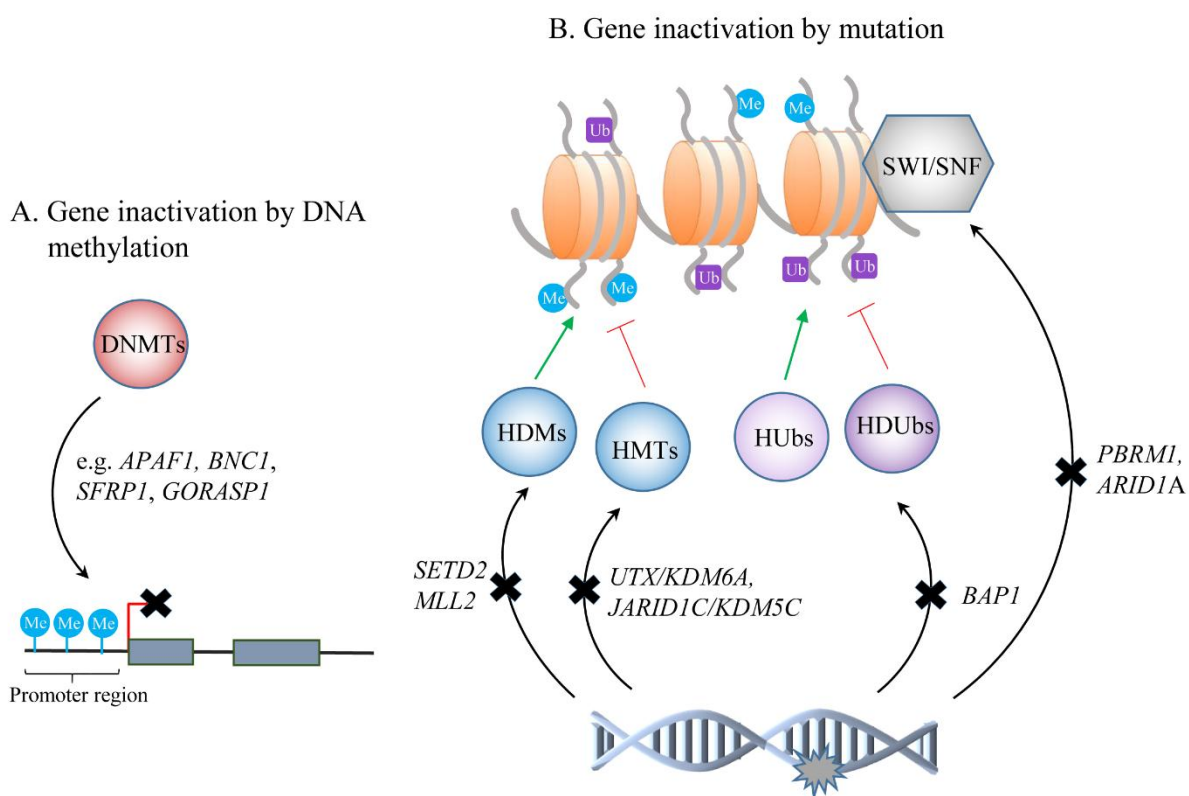 B. Gene inactivation by mutation
Me
Me
Ub
SWI/SNF
A. Gene inactivation by DNA
methylation
Me
Me
Ub
Ub
Ub
DNMTs
HDMs
HMTs
HUbs
HDUbs
e.g. APAF1, BNC1,
SFRP1, GORASP1
PBRM1,
ARID1A
SETD2
MLL2
UTX/KDM6A,
JARID1C/KDM5C
BAP1
Me Me Me
Promoter region